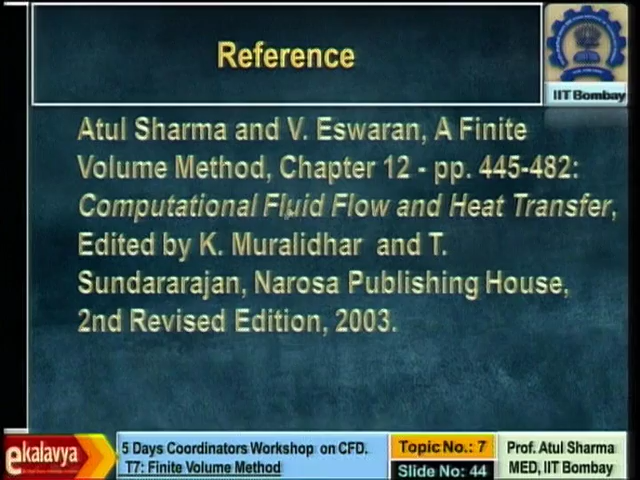 Reference
IIT Bombay
Atul Sharma and V. Eswaran, A Finite
Volume Method, Chapter 12 - pp. 445-482:
Computational Fluid Flow and Heat Transfer,
Edited by K. Muralidhar and T.
Sundararajan, Narosa Publishing House,
2nd Revised Edition, 2003.
ekalavya
5 Days Coordinators Workshop on CFD.
T7: Finite Volume Method
Topic No.: 7
Slide No: 44
Prof. Atul Sharma
MED, IIT Bombay